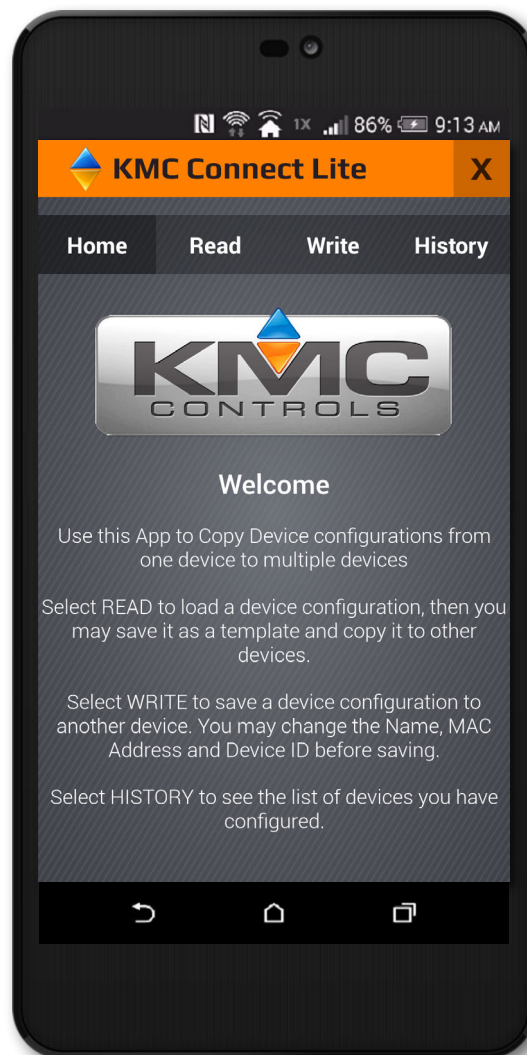 1X 86% 9:13 AM
KMC Connect Lite X
Home Read Write History
KMC
CONTROLS
Welcome
Use this App to Copy Device configurations from
one device to multiple devices
Select READ to load a device configuration, then you
may save it as a template and copy it to other
devices.
Select WRITE to save a device configuration to
another device. You may change the Name, MAC
Address and Device ID before saving.
Select HISTORY to see the list of devices you have
configured.